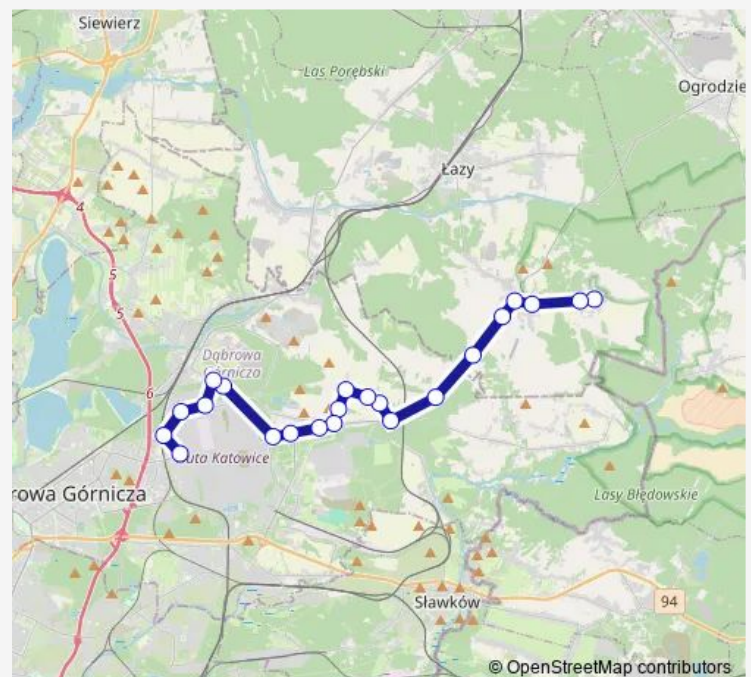 Siewierz
Las Porębski
Ogrodzie
Łazy
4
5
5
6
Dąbrowa
Górnicza
Huta Katowice
rowa Górnicza
Lasy Błędowskie
Sławków
94
© OpenStreetMap contributors